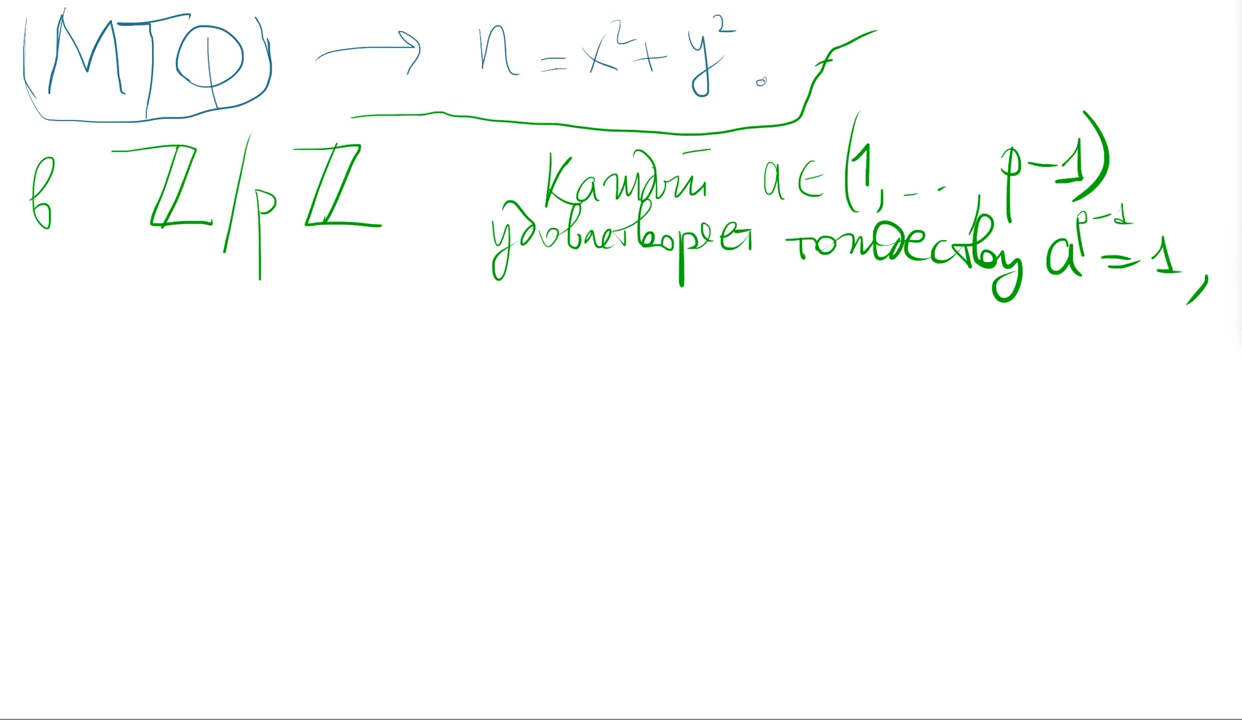 МТФ → n = x² + y².
в ℤ/pℤ Каждый a ∈ (1, ..., p−1)
удовлетворяет тождеству a^{p−1} = 1,